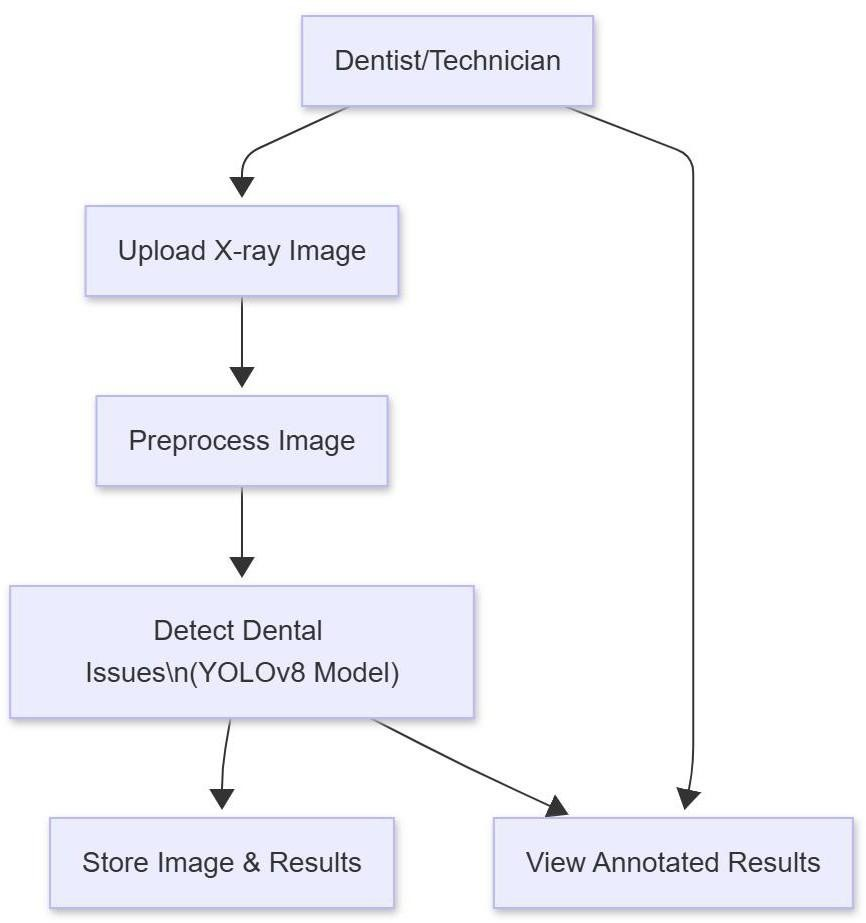 Dentist/Technician
Upload X-ray Image
Preprocess Image
Detect Dental
Issues\n(YOLOv8 Model)
Store Image & Results
View Annotated Results